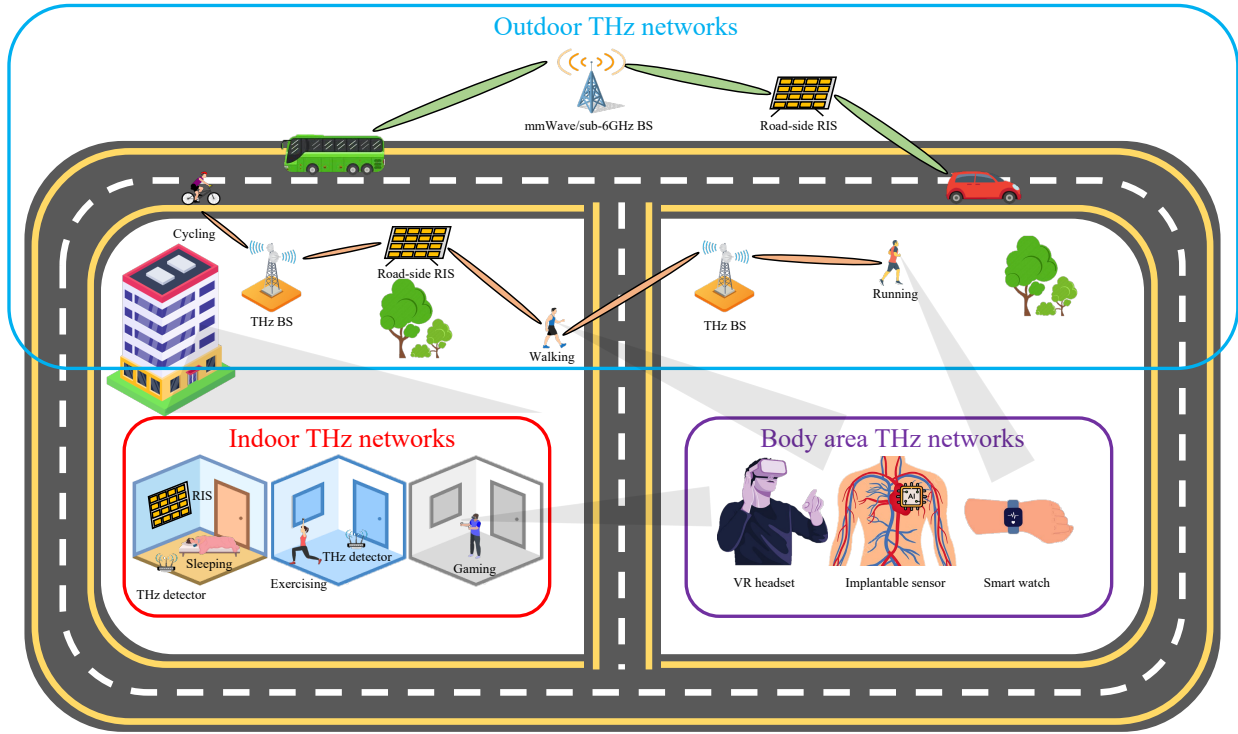 Outdoor THz networks
mmWave/sub-6GHz BS
Road-side RIS
Cycling
Road-side RIS
THz BS
Walking
THz BS
Running
Indoor THz networks
RIS
Sleeping
THz detector
THz detector
Exercising
Gaming
Body area THz networks
AI
VR headset
Implantable sensor
Smart watch